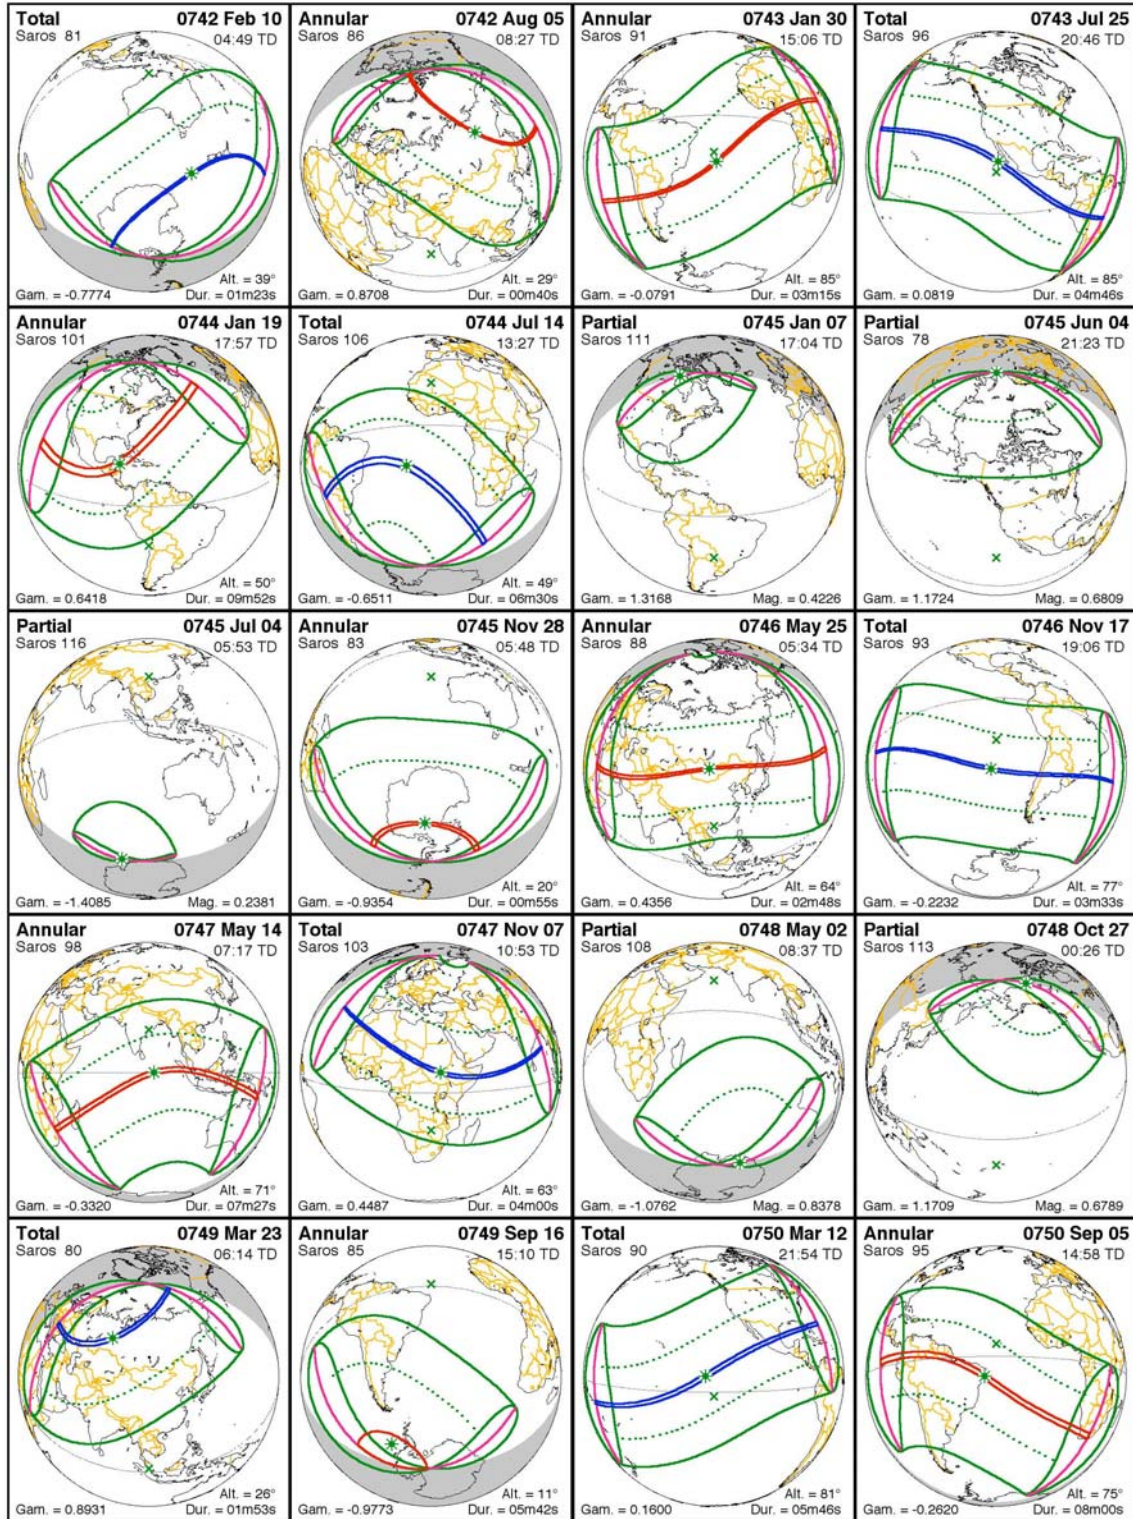 Total 0742 Feb 10
Saros 81 04:49 TD
Alt. = 39°
Gam. = -0.7774 Dur. = 01m23s
Annular 0742 Aug 05
Saros 86 08:27 TD
Alt. = 29°
Gam. = 0.8708 Dur. = 00m40s
Annular 0743 Jan 30
Saros 91 15:06 TD
Alt. = 85°
Gam. = -0.0791 Dur. = 03m15s
Total 0743 Jul 25
Saros 96 20:46 TD
Alt. = 85°
Gam. = 0.0819 Dur. = 04m46s
Annular 0744 Jan 19
Saros 101 17:57 TD
Alt. = 50°
Gam. = 0.6418 Dur. = 09m52s
Total 0744 Jul 14
Saros 106 13:27 TD
Alt. = 49°
Gam. = -0.6511 Dur. = 06m30s
Partial 0745 Jan 07
Saros 111 17:04 TD
Gam. = 1.3168 Mag. = 0.4226
Partial 0745 Jun 04
Saros 78 21:23 TD
Gam. = 1.1724 Mag. = 0.6809
Partial 0745 Jul 04
Saros 116 05:53 TD
Gam. = -1.4085 Mag. = 0.2381
Annular 0745 Nov 28
Saros 83 05:48 TD
Alt. = 20°
Gam. = -0.9354 Dur. = 00m55s
Annular 0746 May 25
Saros 88 05:34 TD
Alt. = 64°
Gam. = 0.4356 Dur. = 02m48s
Total 0746 Nov 17
Saros 93 19:06 TD
Alt. = 77°
Gam. = -0.2232 Dur. = 03m33s
Annular 0747 May 14
Saros 98 07:17 TD
Alt. = 71°
Gam. = -0.3320 Dur. = 07m27s
Total 0747 Nov 07
Saros 103 10:53 TD
Alt. = 63°
Gam. = 0.4487 Dur. = 04m00s
Partial 0748 May 02
Saros 108 08:37 TD
Gam. = -1.0762 Mag. = 0.8378
Partial 0748 Oct 27
Saros 113 00:26 TD
Gam. = 1.1709 Mag. = 0.6789
Total 0749 Mar 23
Saros 80 06:14 TD
Alt. = 26°
Gam. = 0.8931 Dur. = 01m53s
Annular 0749 Sep 16
Saros 85 15:10 TD
Alt. = 11°
Gam. = -0.9773 Dur. = 05m42s
Total 0750 Mar 12
Saros 90 21:54 TD
Alt. = 81°
Gam. = 0.1600 Dur. = 05m46s
Annular 0750 Sep 05
Saros 95 14:58 TD
Alt. = 75°
Gam. = -0.2620 Dur. = 08m00s